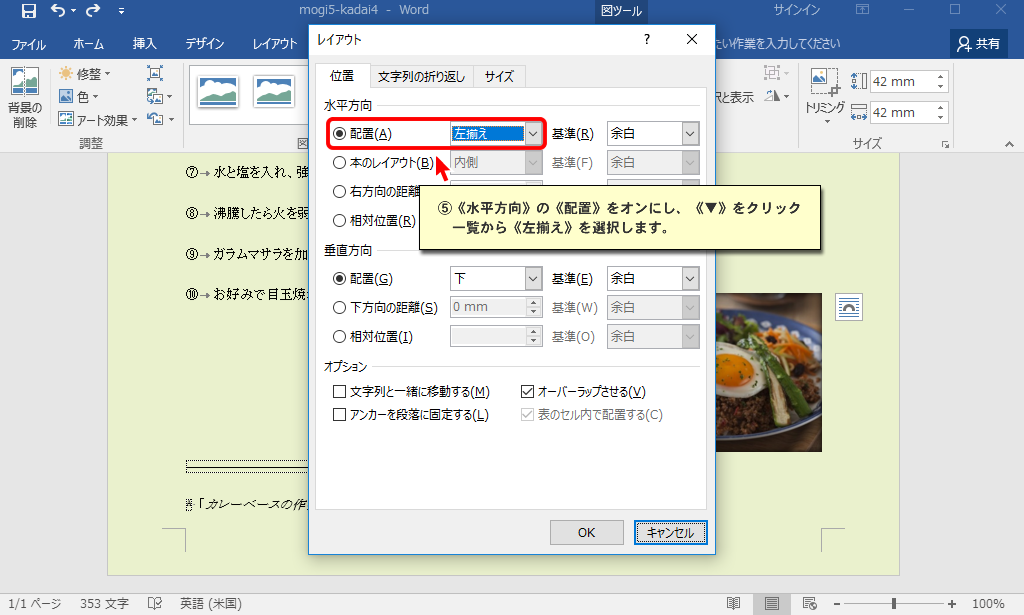 mogi5-kadai4 - Word
図ツール
サインイン
ファイル
ホーム
挿入
デザイン
レイアウト
たい作業を入力してください
共有
背景の
削除
修整
色
アート効果
調整
図
択と表示
トリミング
42 mm
42 mm
サイズ
⑦→水と塩を入れ、強
⑧→沸騰したら火を弱
⑨→ガラムマサラを加
⑩→お好みで目玉焼
「カレーベースの作
レイアウト
?
位置
文字列の折り返し
サイズ
水平方向
配置(A)
左揃え
基準(R)
余白
本のレイアウト(B)
内側
基準(F)
余白
右方向の距離
相対位置(R)
⑤《水平方向》の《配置》をオンにし、《▼》をクリック
一覧から《左揃え》を選択します。
垂直方向
配置(G)
下
基準(E)
余白
下方向の距離(S)
0 mm
基準(W)
余白
相対位置(I)
基準(O)
余白
オプション
文字列と一緒に移動する(M)
オーバーラップさせる(V)
アンカーを段落に固定する(L)
表のセル内で配置する(C)
OK
キャンセル
1/1 ページ
353 文字
英語 (米国)
100%